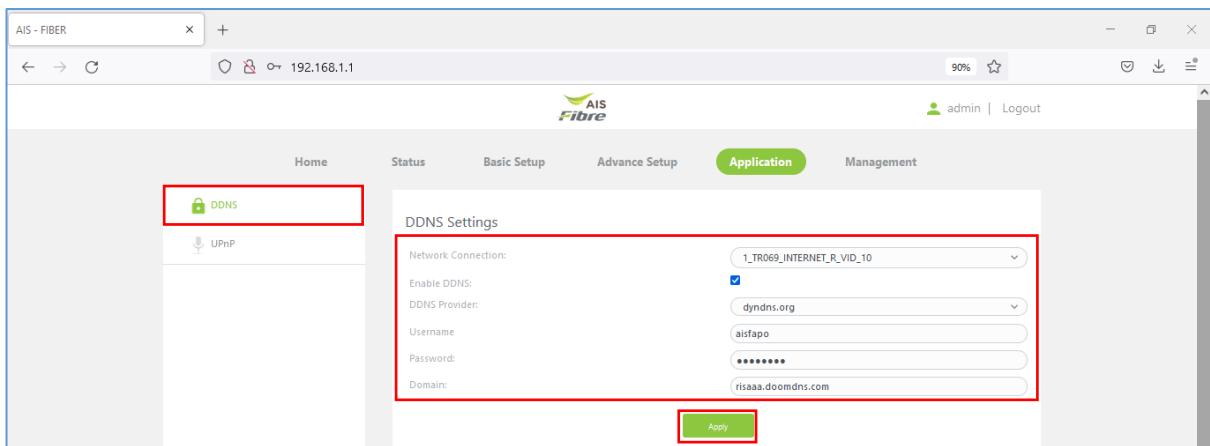 AIS - FIBER
192.168.1.1
90%
AIS
Fibre
admin | Logout
Home Status Basic Setup Advance Setup Application Management
DDNS
UPnP
DDNS Settings
Network Connection: 1_TR069_INTERNET_R_VID_10
Enable DDNS:
DDNS Provider: dyndns.org
Username aisfapo
Password: ••••••••
Domain: risaaa.doomdns.com
Apply